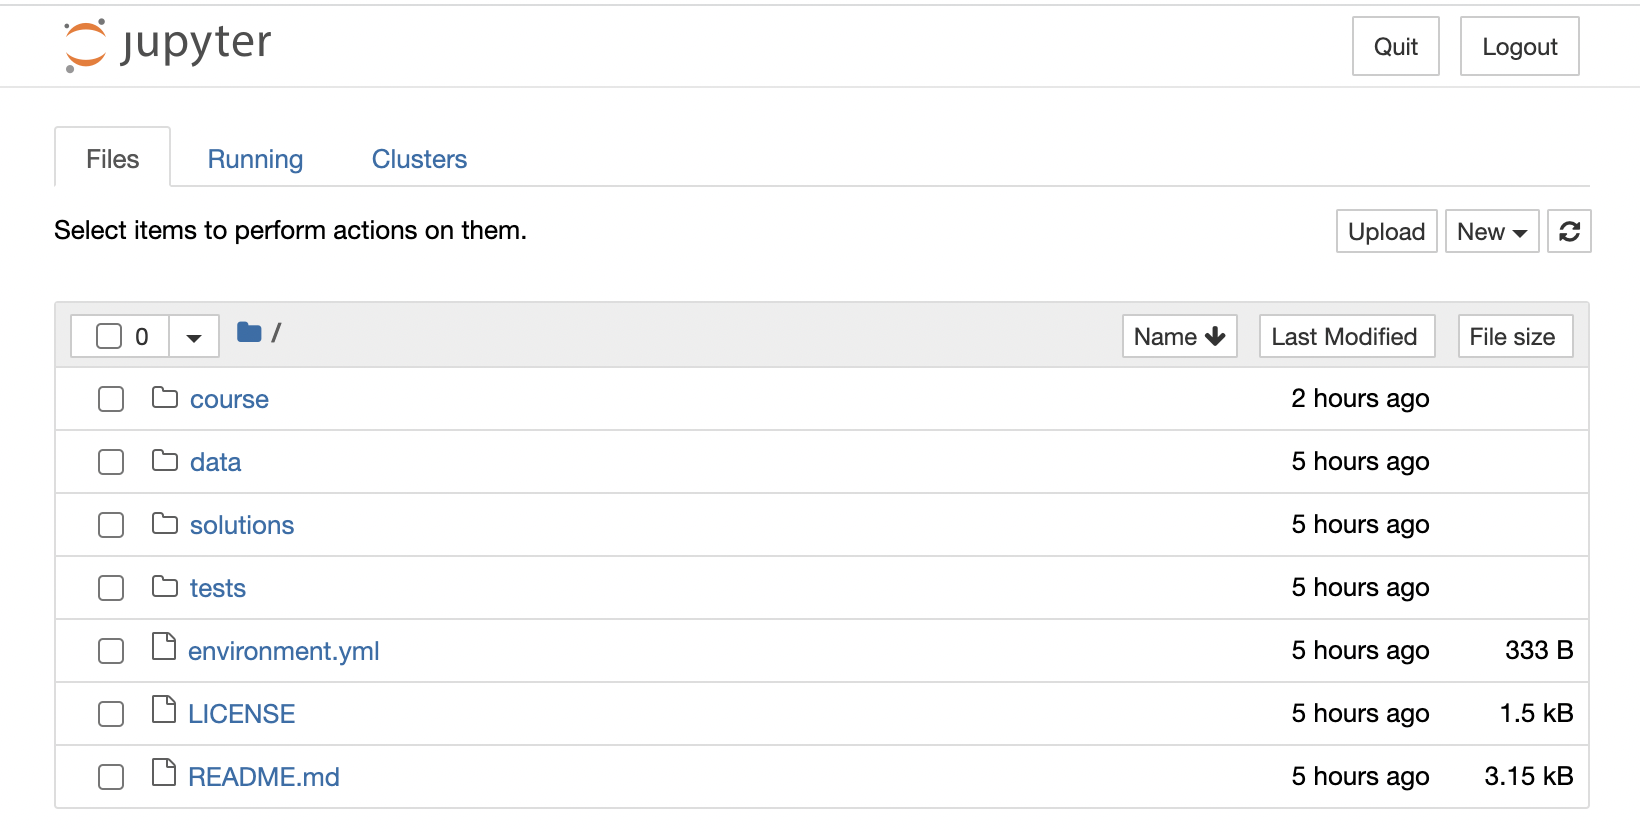 jupyter
Quit Logout
Files Running Clusters
Select items to perform actions on them.
Upload New
0 / Name Last Modified File size
course 2 hours ago
data 5 hours ago
solutions 5 hours ago
tests 5 hours ago
environment.yml 5 hours ago 333 B
LICENSE 5 hours ago 1.5 kB
README.md 5 hours ago 3.15 kB